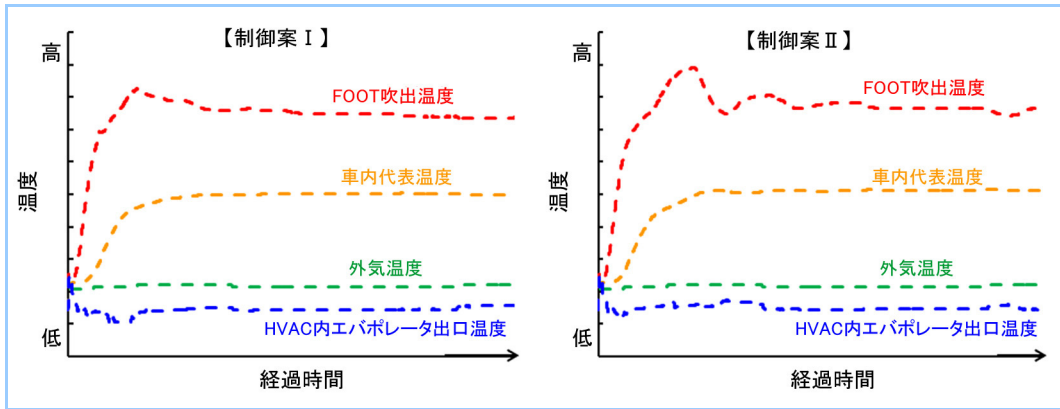 【制御案Ⅰ】
高
FOOT吹出温度
車内代表温度
温度
外気温度
HVAC内エバポレータ出口温度
低
経過時間
【制御案Ⅱ】
高
FOOT吹出温度
車内代表温度
温度
外気温度
HVAC内エバポレータ出口温度
低
経過時間